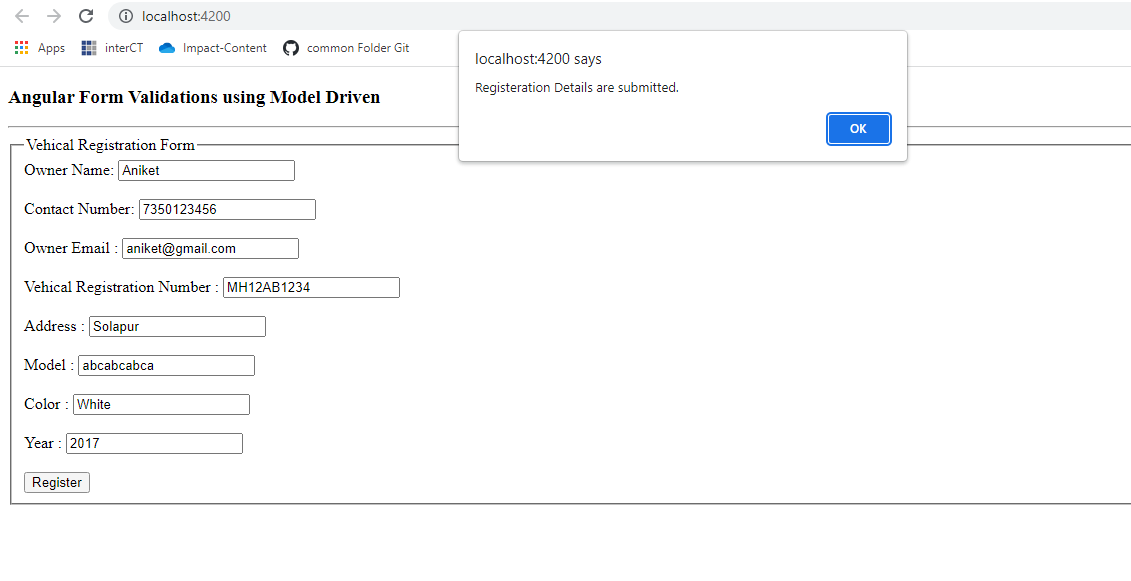 localhost:4200
Apps interCT Impact-Content common Folder Git
localhost:4200 says
Registeration Details are submitted.
OK
Angular Form Validations using Model Driven
Vehical Registration Form
Owner Name: Aniket
Contact Number: 7350123456
Owner Email : aniket@gmail.com
Vehical Registration Number : MH12AB1234
Address : Solapur
Model : abcabcabca
Color : White
Year : 2017
Register